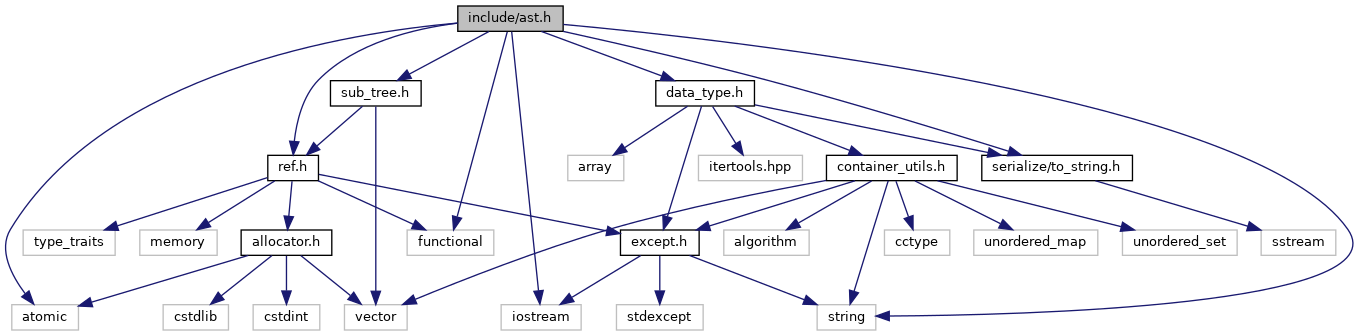 include/ast.h
sub_tree.h
data_type.h
ref.h
array
itertools.hpp
container_utils.h
serialize/to_string.h
type_traits
memory
allocator.h
functional
except.h
algorithm
cctype
unordered_map
unordered_set
sstream
atomic
cstdlib
cstdint
vector
iostream
stdexcept
string